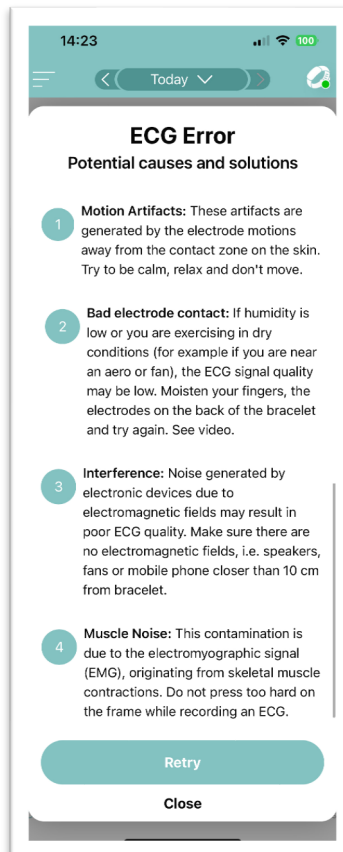 14:23
100
Today
ECG Error
Potential causes and solutions
1
Motion Artifacts: These artifacts are
generated by the electrode motions
away from the contact zone on the skin.
Try to be calm, relax and don't move.
2
Bad electrode contact: If humidity is
low or you are exercising in dry
conditions (for example if you are near
an aero or fan), the ECG signal quality
may be low. Moisten your fingers, the
electrodes on the back of the bracelet
and try again. See video.
3
Interference: Noise generated by
electronic devices due to
electromagnetic fields may result in
poor ECG quality. Make sure there are
no electromagnetic fields, i.e. speakers,
fans or mobile phone closer than 10 cm
from bracelet.
4
Muscle Noise: This contamination is
due to the electromyographic signal
(EMG), originating from skeletal muscle
contractions. Do not press too hard on
the frame while recording an ECG.
Retry
Close